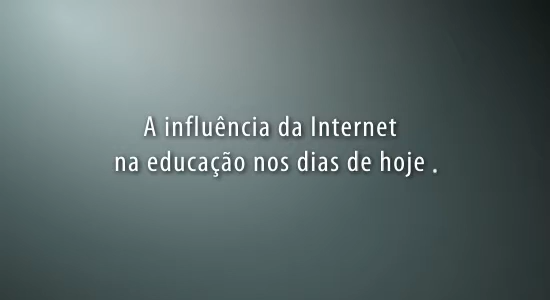 A influência da Internet
na educação nos dias de hoje .